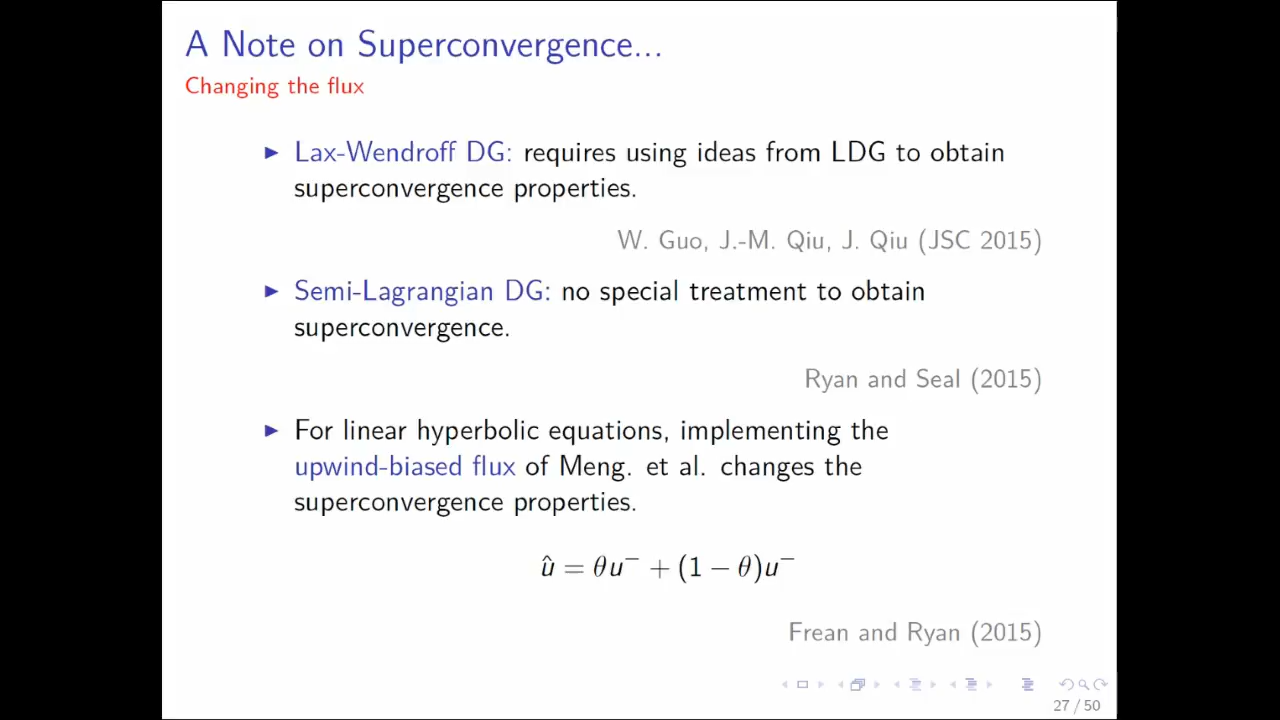 A Note on Superconvergence...
Changing the flux
▶ Lax-Wendroff DG: requires using ideas from LDG to obtain
superconvergence properties.
W. Guo, J.-M. Qiu, J. Qiu (JSC 2015)
▶ Semi-Lagrangian DG: no special treatment to obtain
superconvergence.
Ryan and Seal (2015)
▶ For linear hyperbolic equations, implementing the
upwind-biased flux of Meng. et al. changes the
superconvergence properties.
û = θu⁻ + (1 − θ)u⁻
Frean and Ryan (2015)
27 / 50